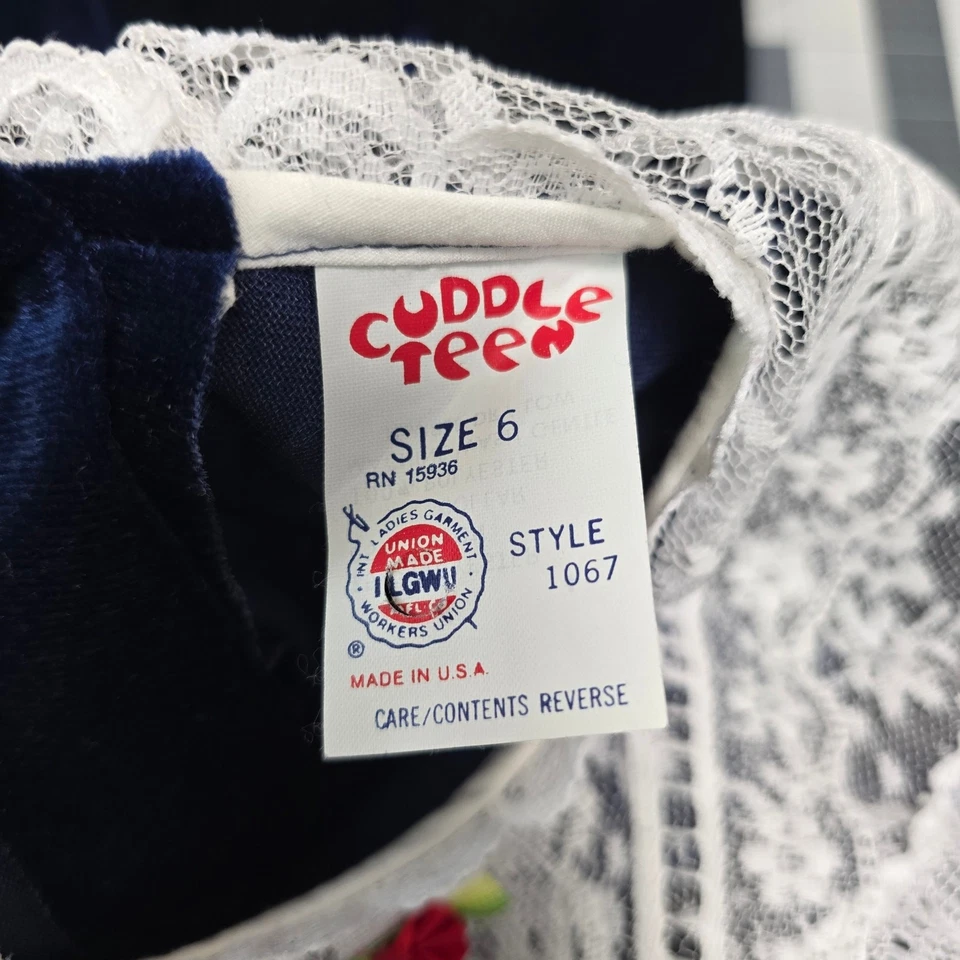 CUDDLE
TEEN
SIZE 6
RN 15936
INT LADIES GARMENT
UNION
MADE
ILGWU
AFL-CIO
WORKERS UNION
®
STYLE
1067
MADE IN U.S.A.
CARE/CONTENTS REVERSE